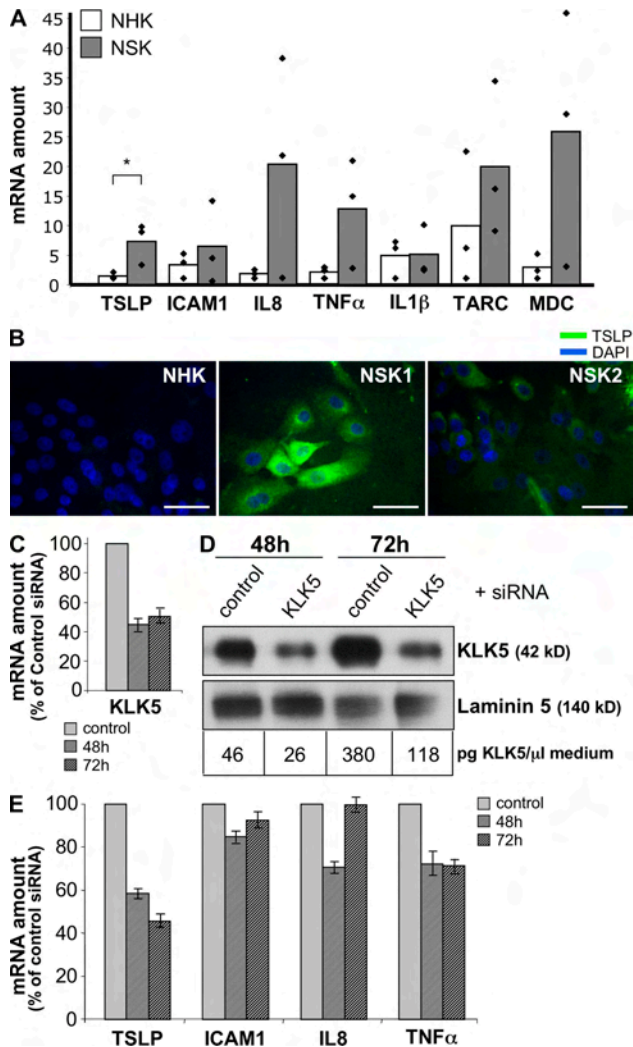 A
NHK
NSK
mRNA amount
45
40
35
30
25
20
15
10
5
0
*
TSLP ICAM1 IL8 TNFα IL1β TARC MDC
B
TSLP
DAPI
NHK NSK1 NSK2
C
mRNA amount
(% of Control siRNA)
100
80
60
40
20
0
KLK5
control
48h
72h
D
48h 72h
control KLK5 control KLK5 + siRNA
KLK5 (42 kD)
Laminin 5 (140 kD)
46 26 380 118 pg KLK5/µl medium
E
mRNA amount
(% of control siRNA)
100
80
60
40
20
0
control
48h
72h
TSLP ICAM1 IL8 TNFα